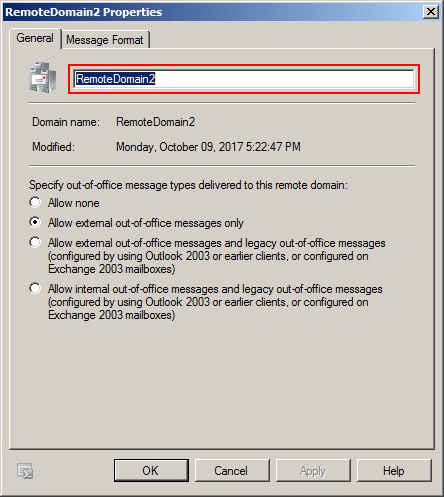 RemoteDomain2 Properties
General
Message Format
RemoteDomain2
Domain name: RemoteDomain2
Modified: Monday, October 09, 2017 5:22:47 PM
Specify out-of-office message types delivered to this remote domain:
Allow none
Allow external out-of-office messages only
Allow external out-of-office messages and legacy out-of-office messages
(configured by using Outlook 2003 or earlier clients, or configured on
Exchange 2003 mailboxes)
Allow internal out-of-office messages and legacy out-of-office messages
(configured by using Outlook 2003 or earlier clients, or configured on
Exchange 2003 mailboxes)
OK
Cancel
Apply
Help